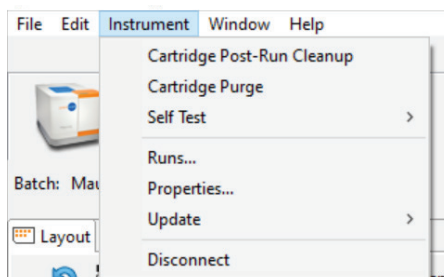 File Edit Instrument Window Help
Cartridge Post-Run Cleanup
Cartridge Purge
Self Test
Runs...
Properties...
Batch:
Update
Layout
Disconnect